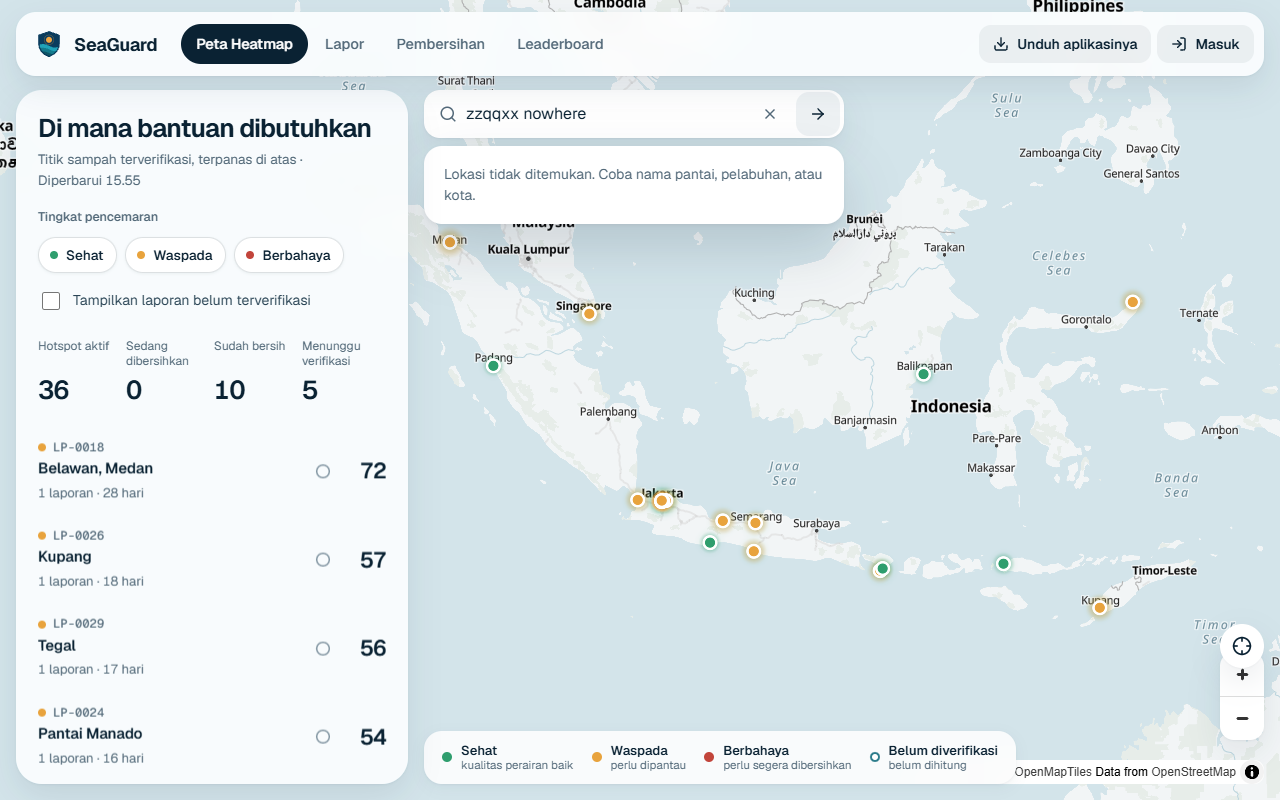 Cambodia
Philippines
SeaGuard
Peta Heatmap
Lapor
Pembersihan
Leaderboard
Unduh aplikasinya
Masuk
Surat Thani
Sea
Sulu
Sea
zzqqxx nowhere
Lokasi tidak ditemukan. Coba nama pantai, pelabuhan, atau
kota.
Di mana bantuan dibutuhkan
Titik sampah terverifikasi, terpanas di atas ·
Diperbarui 15.55
Tingkat pencemaran
Sehat
Waspada
Berbahaya
Tampilkan laporan belum terverifikasi
Hotspot aktif
Sedang
dibersihkan
Sudah bersih
Menunggu
verifikasi
36
0
10
5
LP-0018
Belawan, Medan
72
1 laporan · 28 hari
LP-0026
Kupang
57
1 laporan · 18 hari
LP-0029
Tegal
56
1 laporan · 17 hari
LP-0024
Pantai Manado
54
1 laporan · 16 hari
Zamboanga City
Davao City
General Santos
Malaysia
Kuala Lumpur
Brunei
بروني دارالسلام
Tarakan
Celebes
Sea
Kuching
Singapore
Gorontalo
Ternate
Padang
Balikpapan
Indonesia
Palembang
Banjarmasin
Pare-Pare
Ambon
Java
Sea
Makassar
Banda
Sea
Jakarta
Semarang
Surabaya
Timor-Leste
Kupang
Timor
+
−
Sehat
kualitas perairan baik
Waspada
perlu dipantau
Berbahaya
perlu segera dibersihkan
Belum diverifikasi
belum dihitung
OpenMapTiles Data from OpenStreetMap